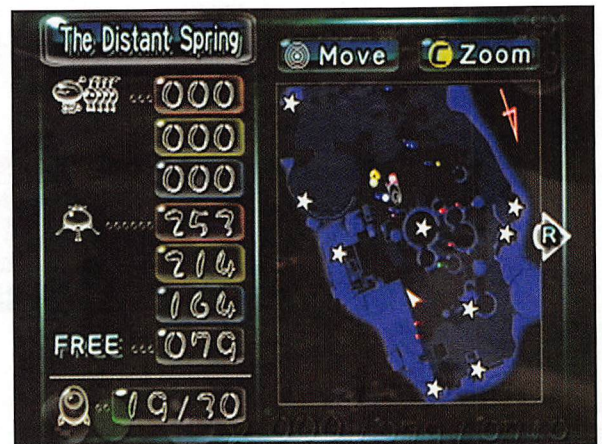 The Distant Spring
Move
C Zoom
000
000
000
253
214
164
FREE 079
19/30
R